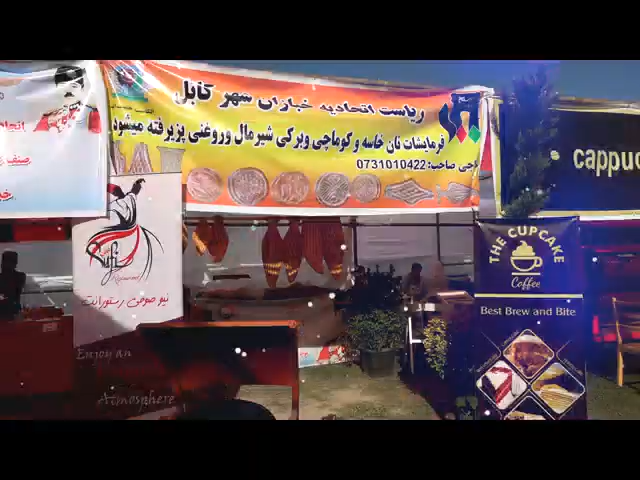 ریاست اتحادیه خبازان شهر کابل
فرمایشات نان خاسه و کوماچی وبرکی شیرمال وروغنی پزیرفته میشود
حاجی صاحب: 0731010422
cappuc
THE CUPCAKE
Coffee
Best Brew and Bite
Sufi
نیو صوفی رستورانت
Enjoy an
Atmosphere